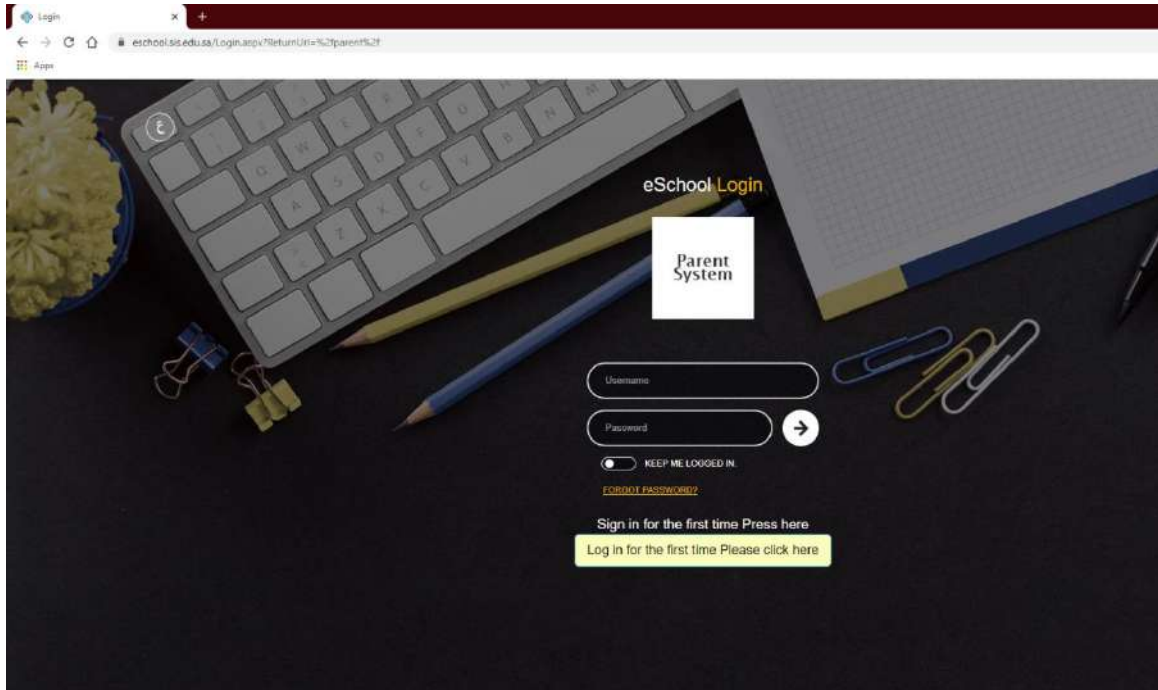 Login
eschool.sis.edu.sa/Login.aspx?ReturnUrl=%2fparent%2f
Apps
ع
eSchool Login
Parent
System
Username
Password
KEEP ME LOGGED IN.
FORGOT PASSWORD?
Sign in for the first time Press here
Log in for the first time Please click here